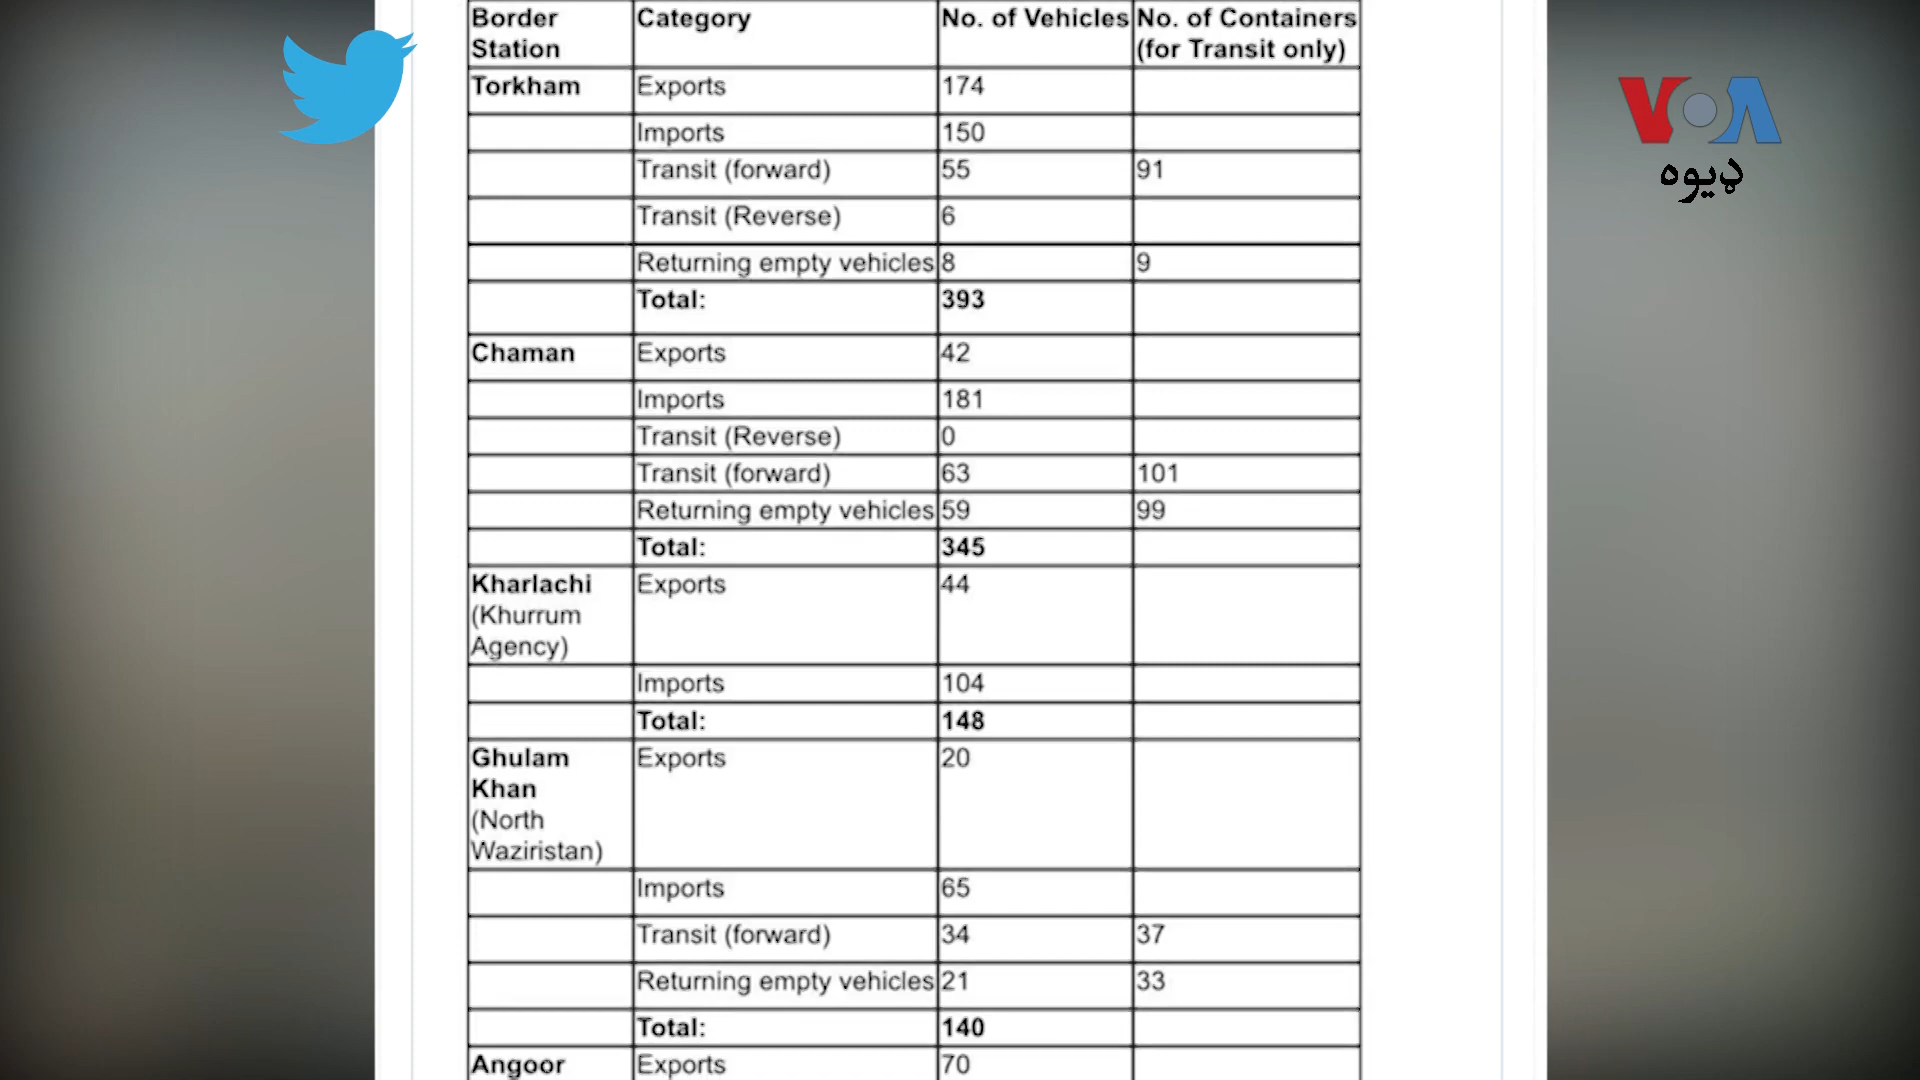 Border Station Category No. of Vehicles No. of Containers (for Transit only)
Torkham Exports 174
Imports 150
Transit (forward) 55 91
Transit (Reverse) 6
Returning empty vehicles 8 9
Total: 393
Chaman Exports 42
Imports 181
Transit (Reverse) 0
Transit (forward) 63 101
Returning empty vehicles 59 99
Total: 345
Kharlachi (Khurrum Agency) Exports 44
Imports 104
Total: 148
Ghulam Khan (North Waziristan) Exports 20
Imports 65
Transit (forward) 34 37
Returning empty vehicles 21 33
Total: 140
Angoor Exports 70
VOA
ډیوه